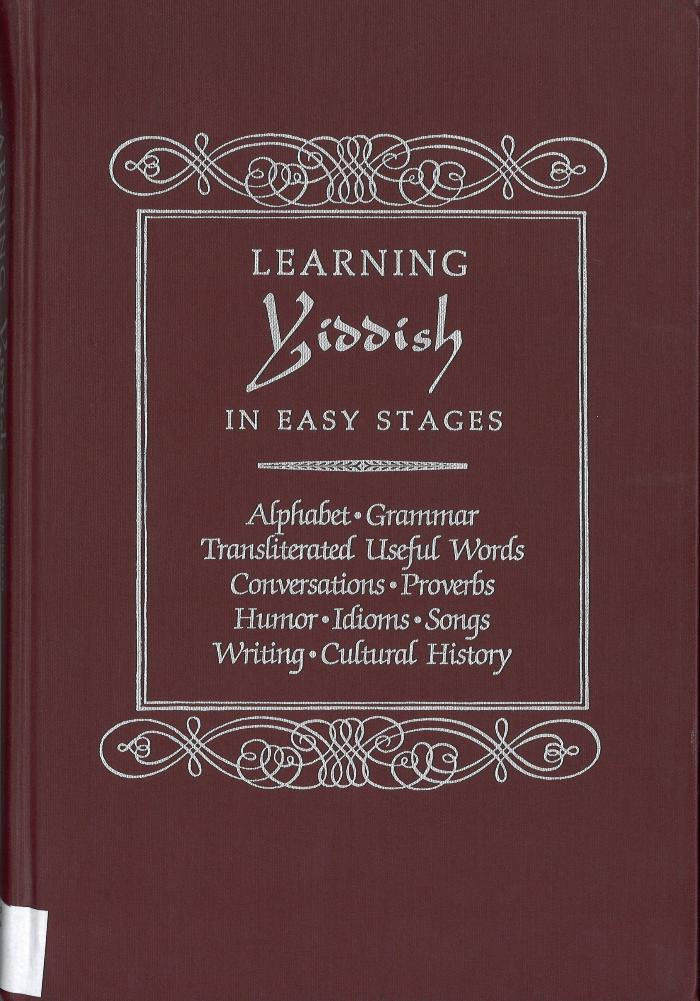 LEARNING
Yiddish
IN EASY STAGES
Alphabet • Grammar
Transliterated Useful Words
Conversations • Proverbs
Humor • Idioms • Songs
Writing • Cultural History